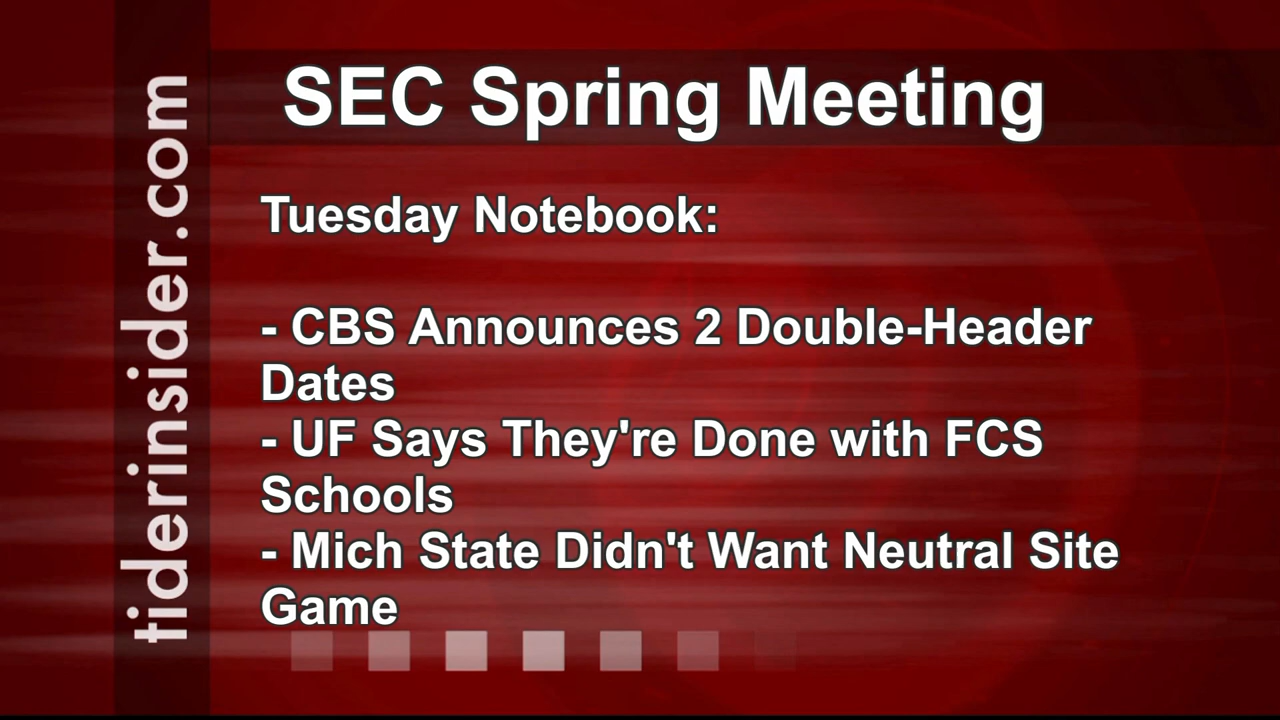 SEC Spring Meeting
tiderinsider.com
Tuesday Notebook:
- CBS Announces 2 Double-Header
Dates
- UF Says They're Done with FCS
Schools
- Mich State Didn't Want Neutral Site
Game